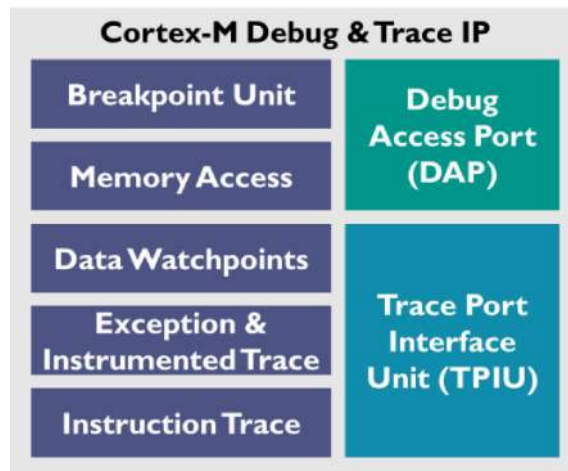 Cortex-M Debug & Trace IP
Breakpoint Unit
Memory Access
Data Watchpoints
Exception &
Instrumented Trace
Instruction Trace
Debug
Access Port
(DAP)
Trace Port
Interface
Unit (TPIU)